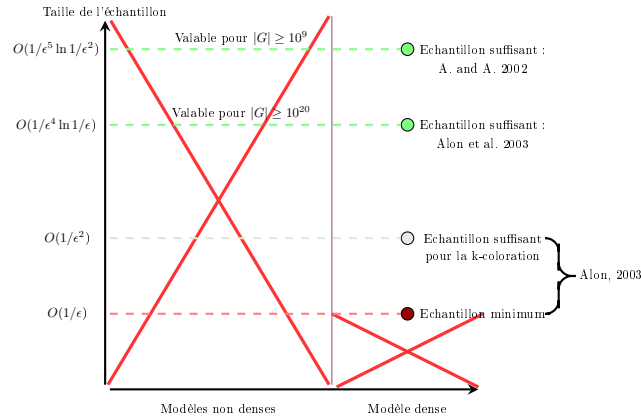 Taille de l'échantillon
O(1/ϵ⁵ ln 1/ϵ²)
Valable pour |G| ≥ 10⁹
Echantillon suffisant :
A. and A. 2002
O(1/ϵ⁴ ln 1/ϵ)
Valable pour |G| ≥ 10²⁰
Echantillon suffisant :
Alon et al. 2003
O(1/ϵ²)
Echantillon suffisant
pour la k-coloration
Alon, 2003
O(1/ϵ)
Echantillon minimum
Modèles non denses
Modèle dense